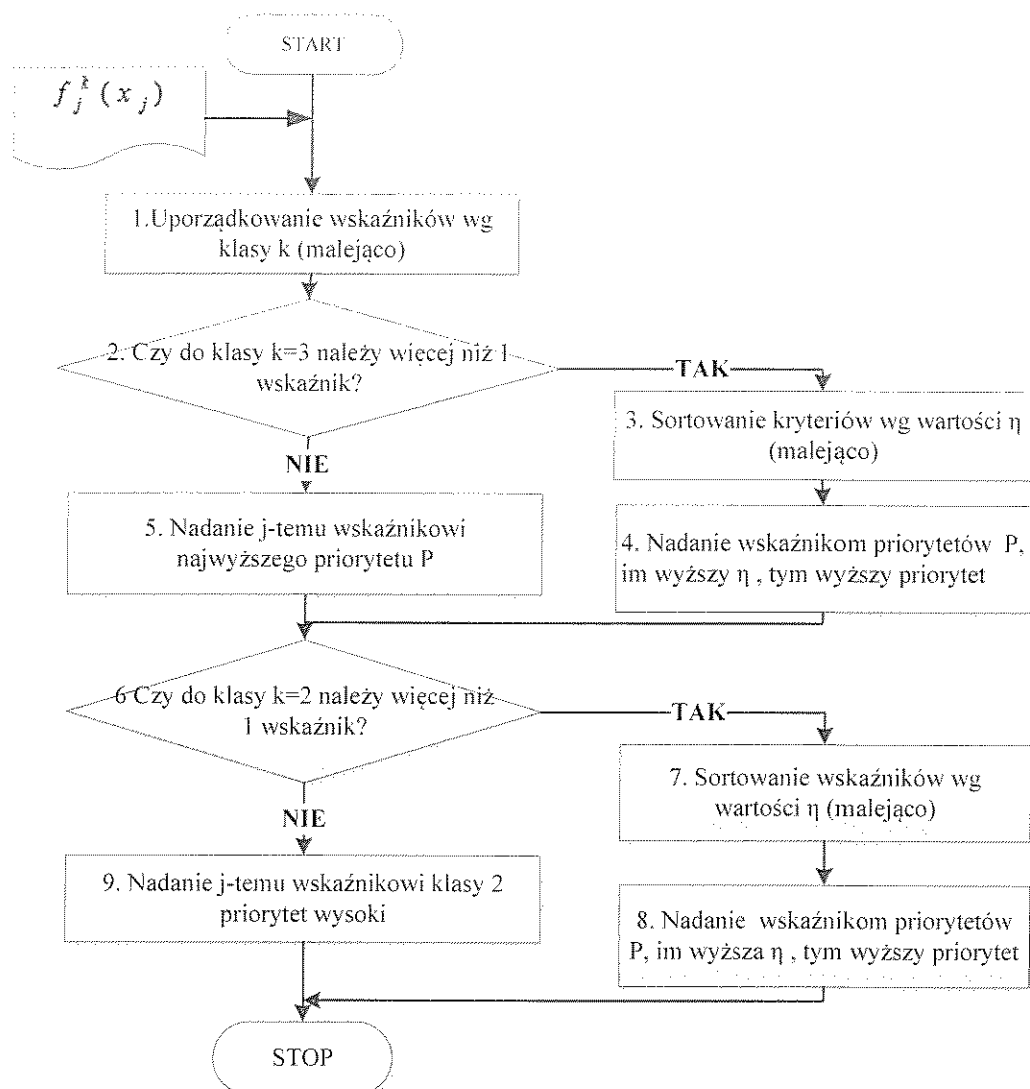 START
f_j^k (x_j)
1.Uporządkowanie wskaźników wg
klasy k (malejąco)
2. Czy do klasy k=3 należy więcej niż 1
wskaźnik?
TAK
3. Sortowanie kryteriów wg wartości η
(malejąco)
NIE
5. Nadanie j-temu wskaźnikowi
najwyższego priorytetu P
4. Nadanie wskaźnikom priorytetów P,
im wyższy η , tym wyższy priorytet
6 Czy do klasy k=2 należy więcej niż
1 wskaźnik?
TAK
7. Sortowanie wskaźników wg
wartości η (malejąco)
NIE
9. Nadanie j-temu wskaźnikowi klasy 2
priorytet wysoki
8. Nadanie wskaźnikom priorytetów
P, im wyższa η , tym wyższy priorytet
STOP